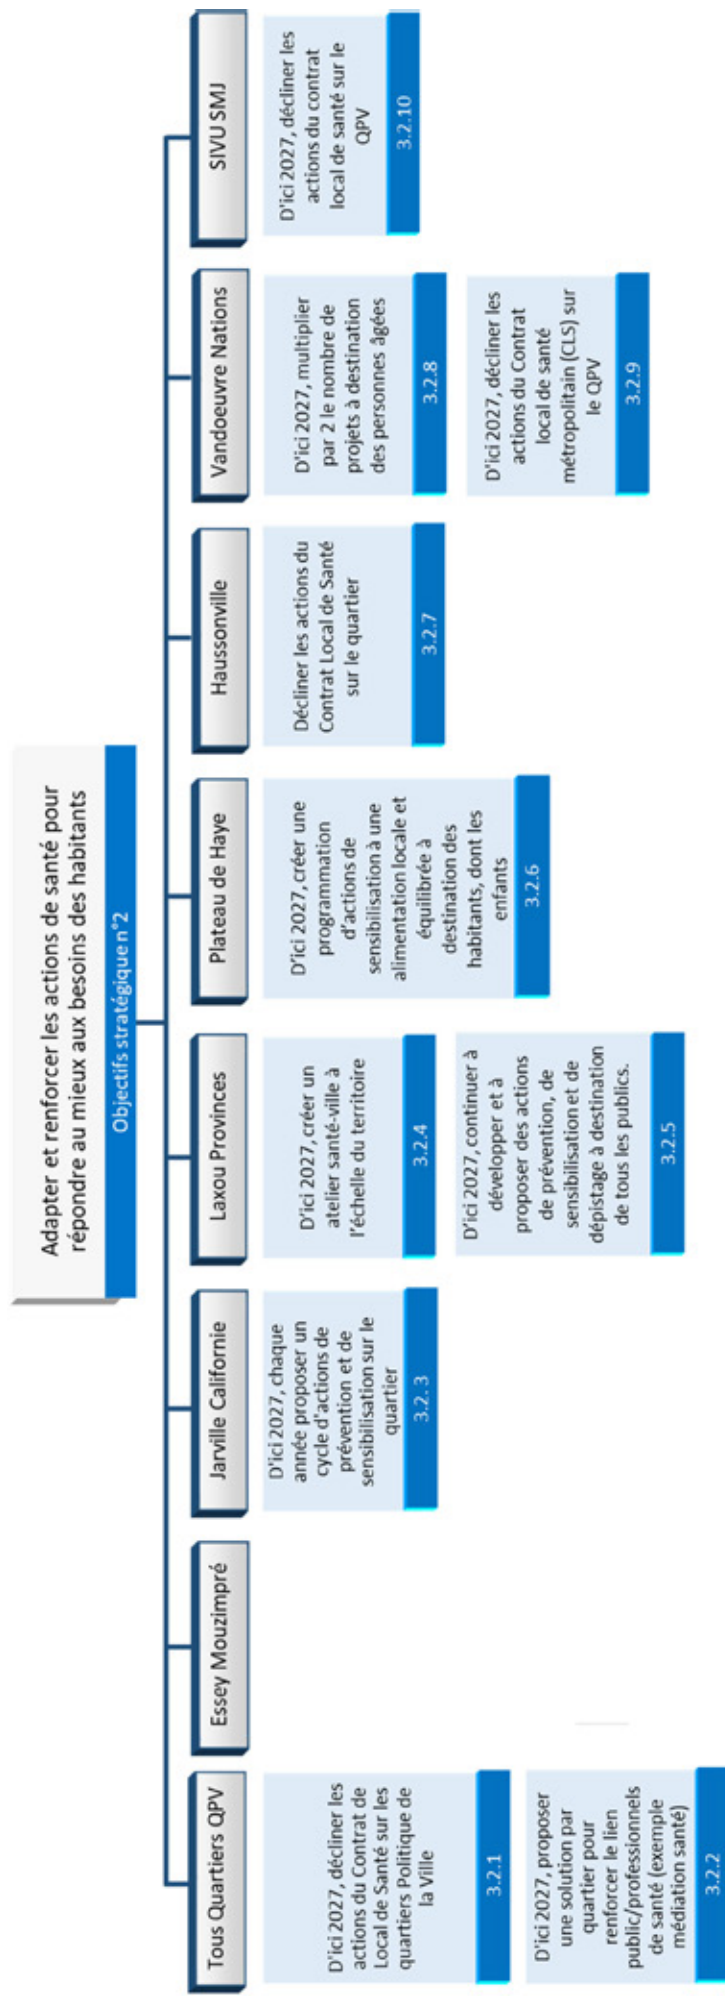 Adapter et renforcer les actions de santé pour
répondre au mieux aux besoins des habitants
Objectifs stratégique n°2
Tous Quartiers QPV
D'ici 2027, décliner les
actions du Contrat de
Local de Santé sur les
quartiers Politique de
la Ville
3.2.1
D'ici 2027, proposer
une solution par
quartier pour
renforcer le lien
public/professionnels
de santé (exemple
médiation santé)
3.2.2
Essey Mouzimpré
Jarville Californie
D'ici 2027, chaque
année proposer un
cycle d'actions de
prévention et de
sensibilisation sur le
quartier
3.2. 3
Laxou Provinces
D'ici 2027, créer un
atelier santé-ville à
l'échelle du territoire
3.2.4
D'ici 2027, continuer à
développer et à
proposer des actions
de prévention, de
sensibilisation et de
dépistage à destination
de tous les publics.
3.2.5
Plateau de Haye
D'ici 2027, créer une
programmation
d'actions de
sensibilisation à une
alimentation locale et
équilibrée à
destination des
habitants, dont les
enfants
3.2.6
Haussonville
Décliner les actions du
Contrat Local de Santé
sur le quartier
3.2.7
Vandoeuvre Nations
D'ici 2027, multiplier
par 2 le nombre de
projets à destination
des personnes âgées
3.2.8
D'ici 2027, décliner les
actions du Contrat
local de santé
métropolitain (CLS) sur
le QPV
3.2.9
SIVU SMJ
D'ici 2027, décliner les
actions du contrat
local de santé sur le
QPV
3.2.10